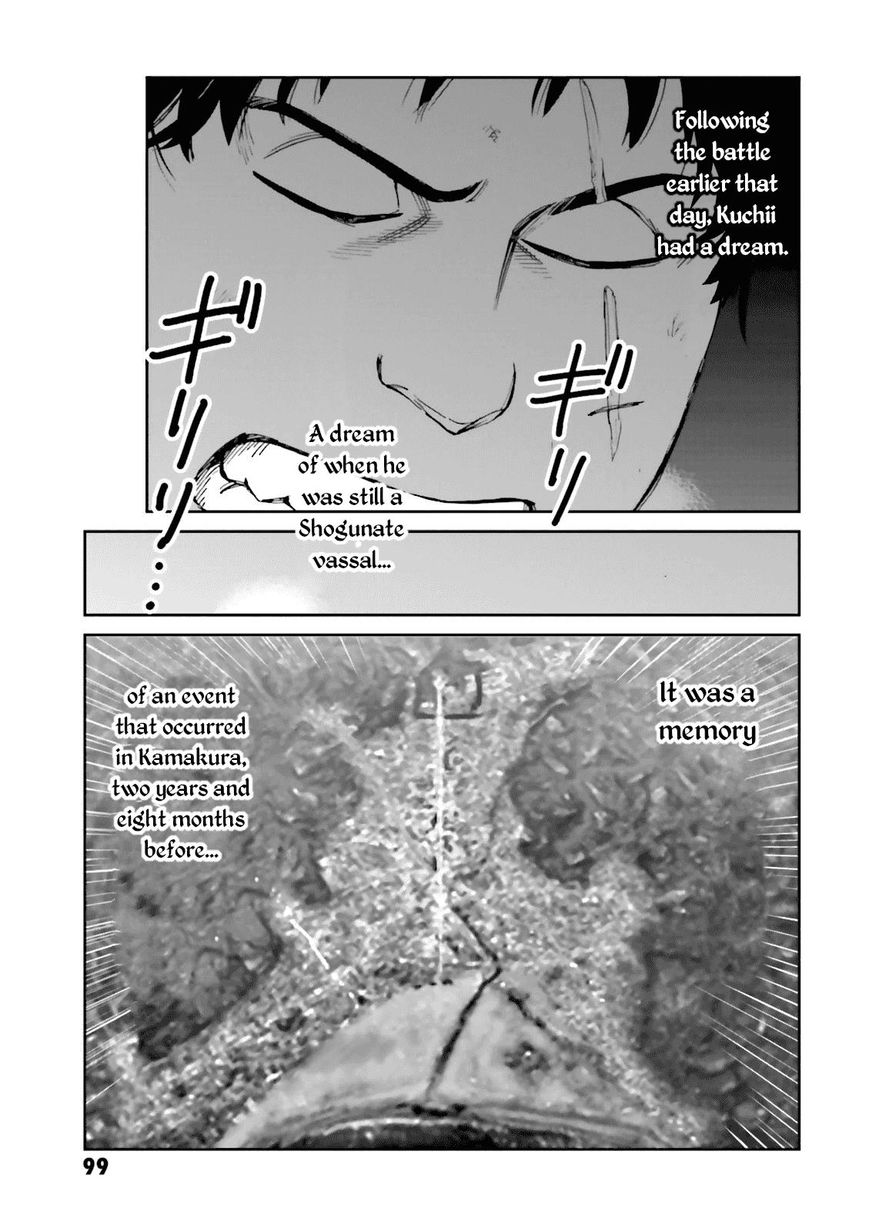 Following
the battle
earlier that
day, Kuchii
had a dream.
ギリ
ギリ…
A dream
of when he
was still a
Shogunate
vassal...
It was a
memory
of an event
that occurred
in Kamakura,
two years and
eight months
before...
99